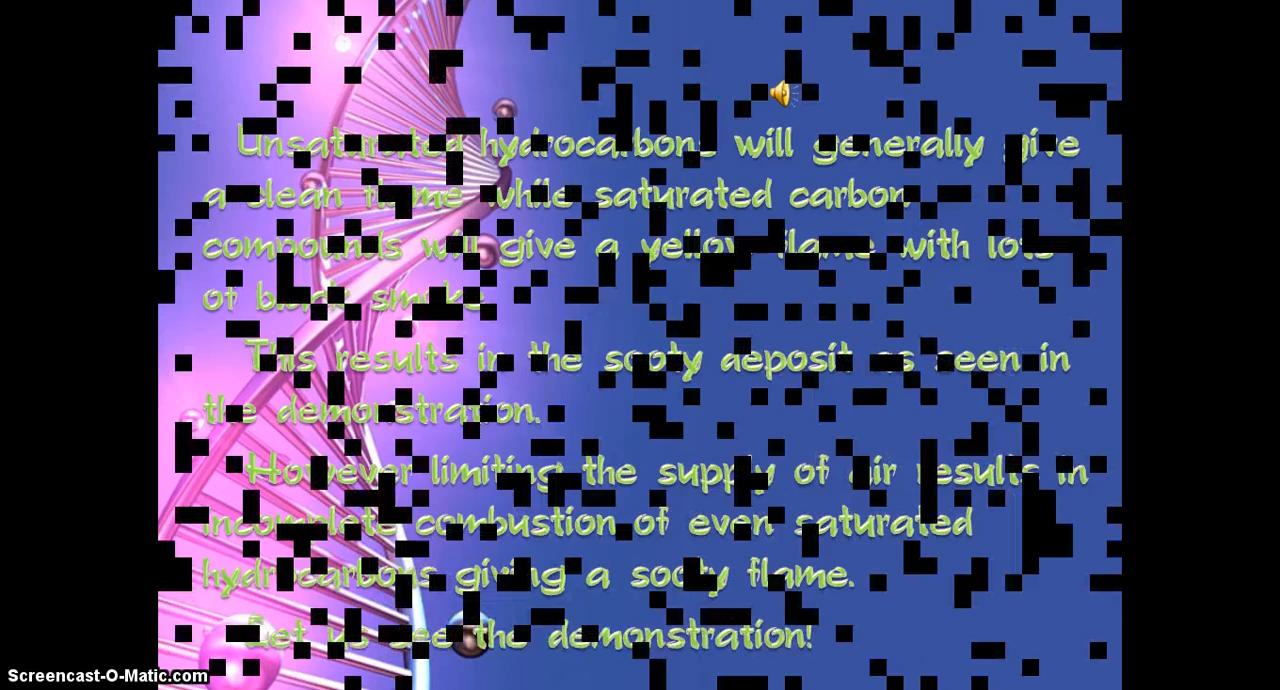 Unsaturated hydrocarbons will generally give
a clean flame while saturated carbon
compounds will give a yellow flame with lots
of black smoke.
This results in the sooty deposit as seen in
the demonstration.
However limiting the supply of air results in
incomplete combustion of even saturated
hydrocarbons giving a sooty flame.
Let us see the demonstration!
Screencast-O-Matic.com